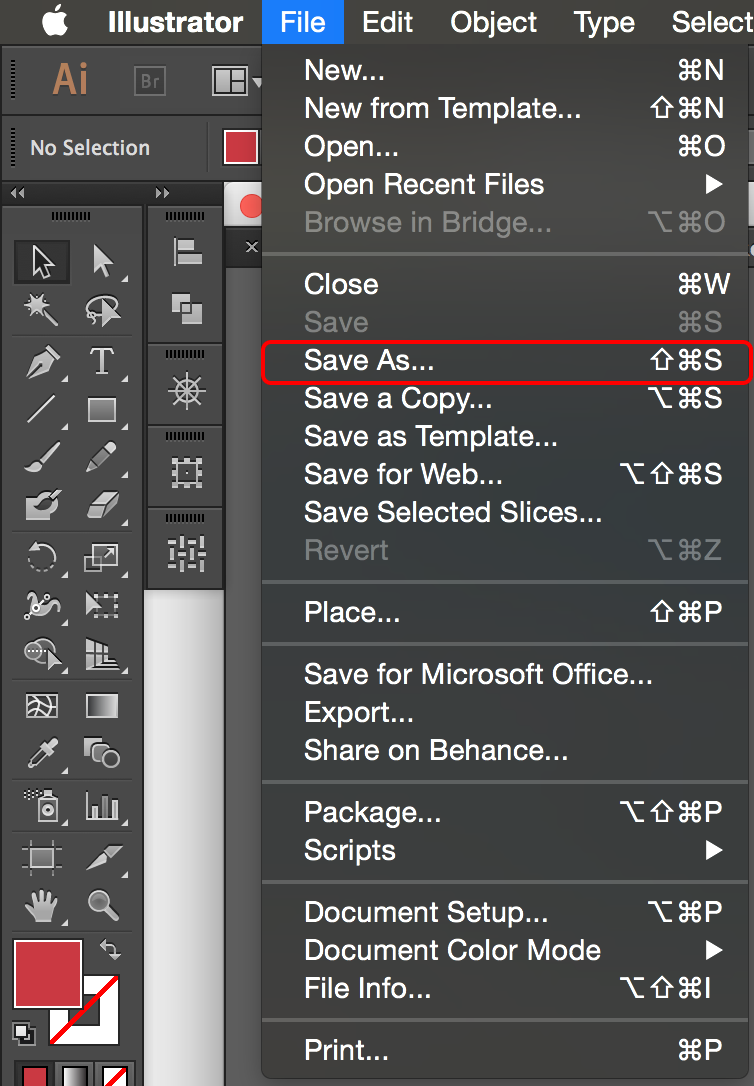 Illustrator File Edit Object Type Select
Ai Br
No Selection
New... ⌘N
New from Template... ⇧⌘N
Open... ⌘O
Open Recent Files ▶
Browse in Bridge... ⌥⌘O
Close ⌘W
Save ⌘S
Save As... ⇧⌘S
Save a Copy... ⌥⌘S
Save as Template...
Save for Web... ⌥⇧⌘S
Save Selected Slices...
Revert ⌥⌘Z
Place... ⇧⌘P
Save for Microsoft Office...
Export...
Share on Behance...
Package... ⌥⇧⌘P
Scripts ▶
Document Setup... ⌥⌘P
Document Color Mode ▶
File Info... ⌥⇧⌘I
Print... ⌘P